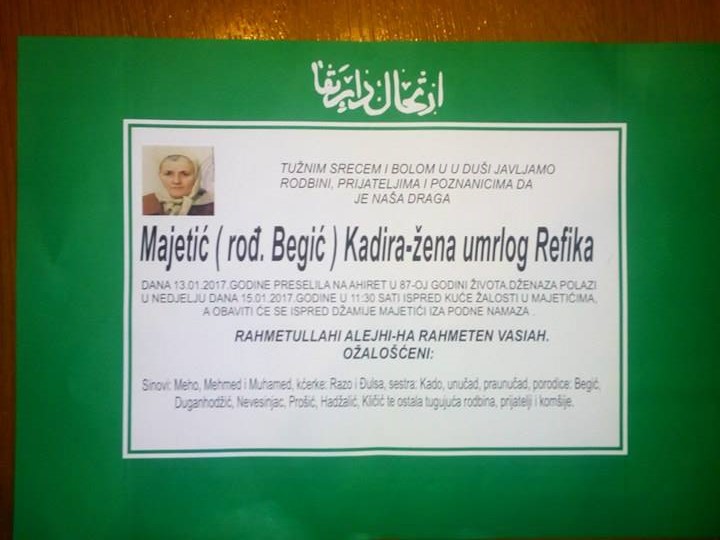 ارتحال دار بقا
TUŽNIM SRECEM I BOLOM U U DUŠI JAVLJAMO
RODBINI, PRIJATELJIMA I POZNANICIMA DA
JE NAŠA DRAGA
Majetić ( rođ. Begić ) Kadira-žena umrlog Refika
DANA 13.01.2017.GODINE PRESELILA NA AHIRET U 87-OJ GODINI ŽIVOTA.DŽENAZA POLAZI
U NEDJELJU DANA 15.01.2017.GODINE U 11:30 SATI ISPRED KUĆE ŽALOSTI U MAJETIĆIMA,
A OBAVITI ĆE SE ISPRED DŽAMIJE MAJETIĆI IZA PODNE NAMAZA .
RAHMETULLAHI ALEJHI-HA RAHMETEN VASIAH.
OŽALOŠĆENI:
Sinovi: Meho, Mehmed i Muhamed, kćerke: Razo i Đulsa, sestra: Kado, unučad, praunučad, porodice: Begić,
Duganhodžić, Nevesinjac, Prošić, Hadžalić, Kličić te ostala tugujuća rodbina, prijatelji i komšije.